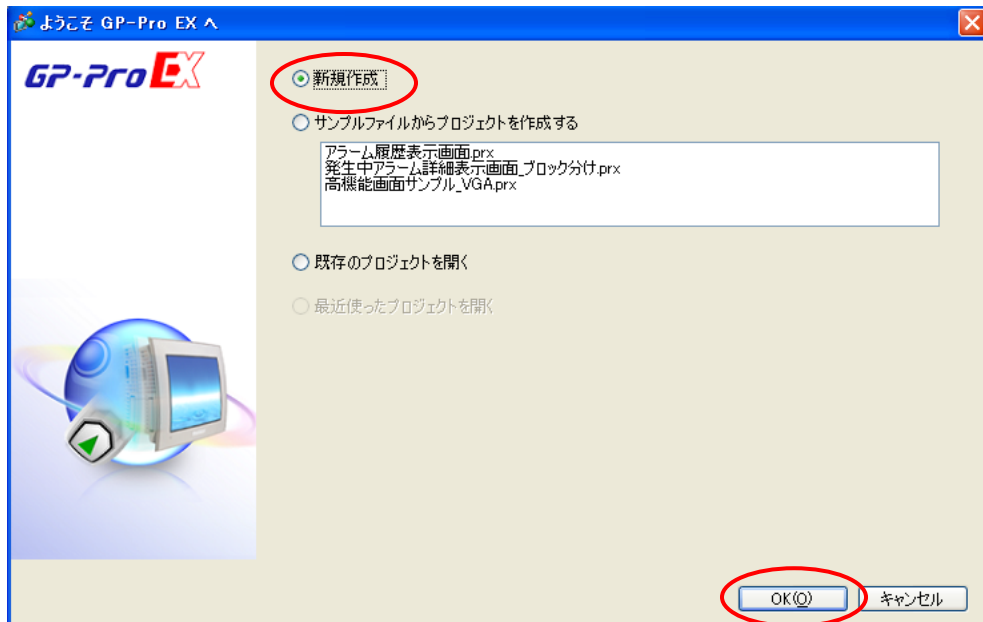 ようこそ GP-Pro EX へ
GP-Pro EX
新規作成
サンプルファイルからプロジェクトを作成する
アラーム履歴表示画面.prx
発生中アラーム詳細表示画面_ブロック分け.prx
高機能画面サンプル_VGA.prx
既存のプロジェクトを開く
最近使ったプロジェクトを開く
OK(O) キャンセル